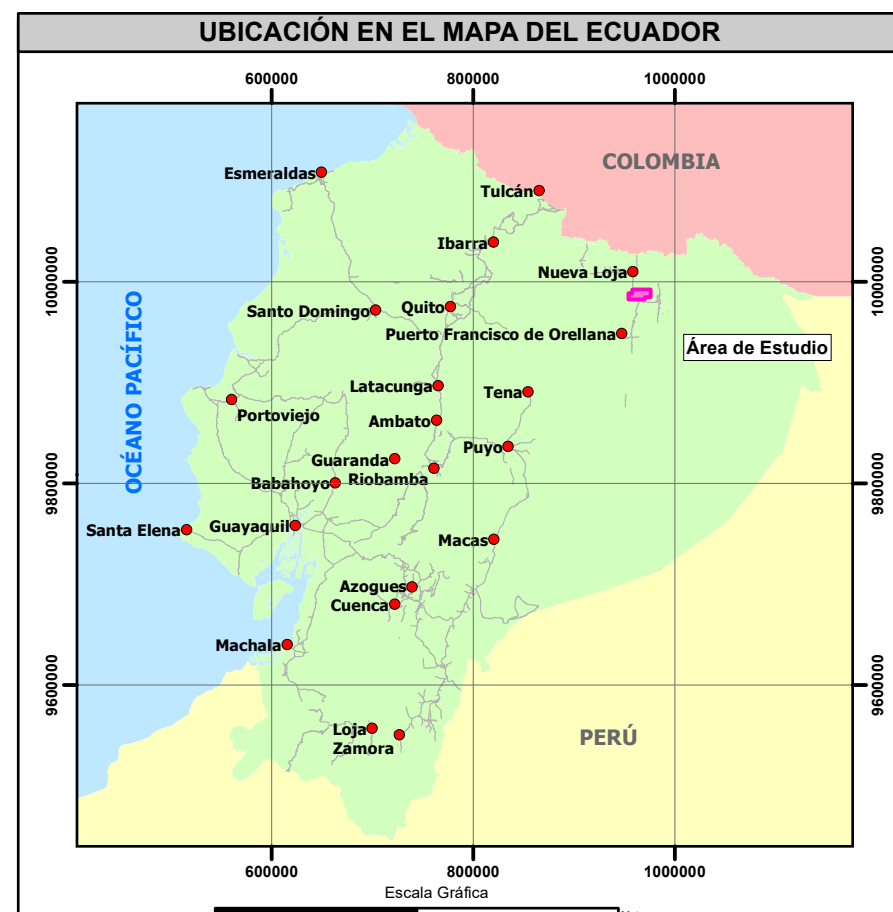 UBICACIÓN EN EL MAPA DEL ECUADOR
600000 800000 1000000
COLOMBIA
Esmeraldas
Tulcán
Ibarra
Nueva Loja
10000000 10000000
OCÉANO PACÍFICO
Santo Domingo
Quito
Puerto Francisco de Orellana
Área de Estudio
Latacunga
Tena
Portoviejo
Ambato
Puyo
Guaranda
Riobamba
Babahoyo
9800000 9800000
Santa Elena
Guayaquil
Macas
Azogues
Cuenca
Machala
9600000 9600000
Loja
Zamora
PERÚ
600000 800000 1000000
Escala Gráfica